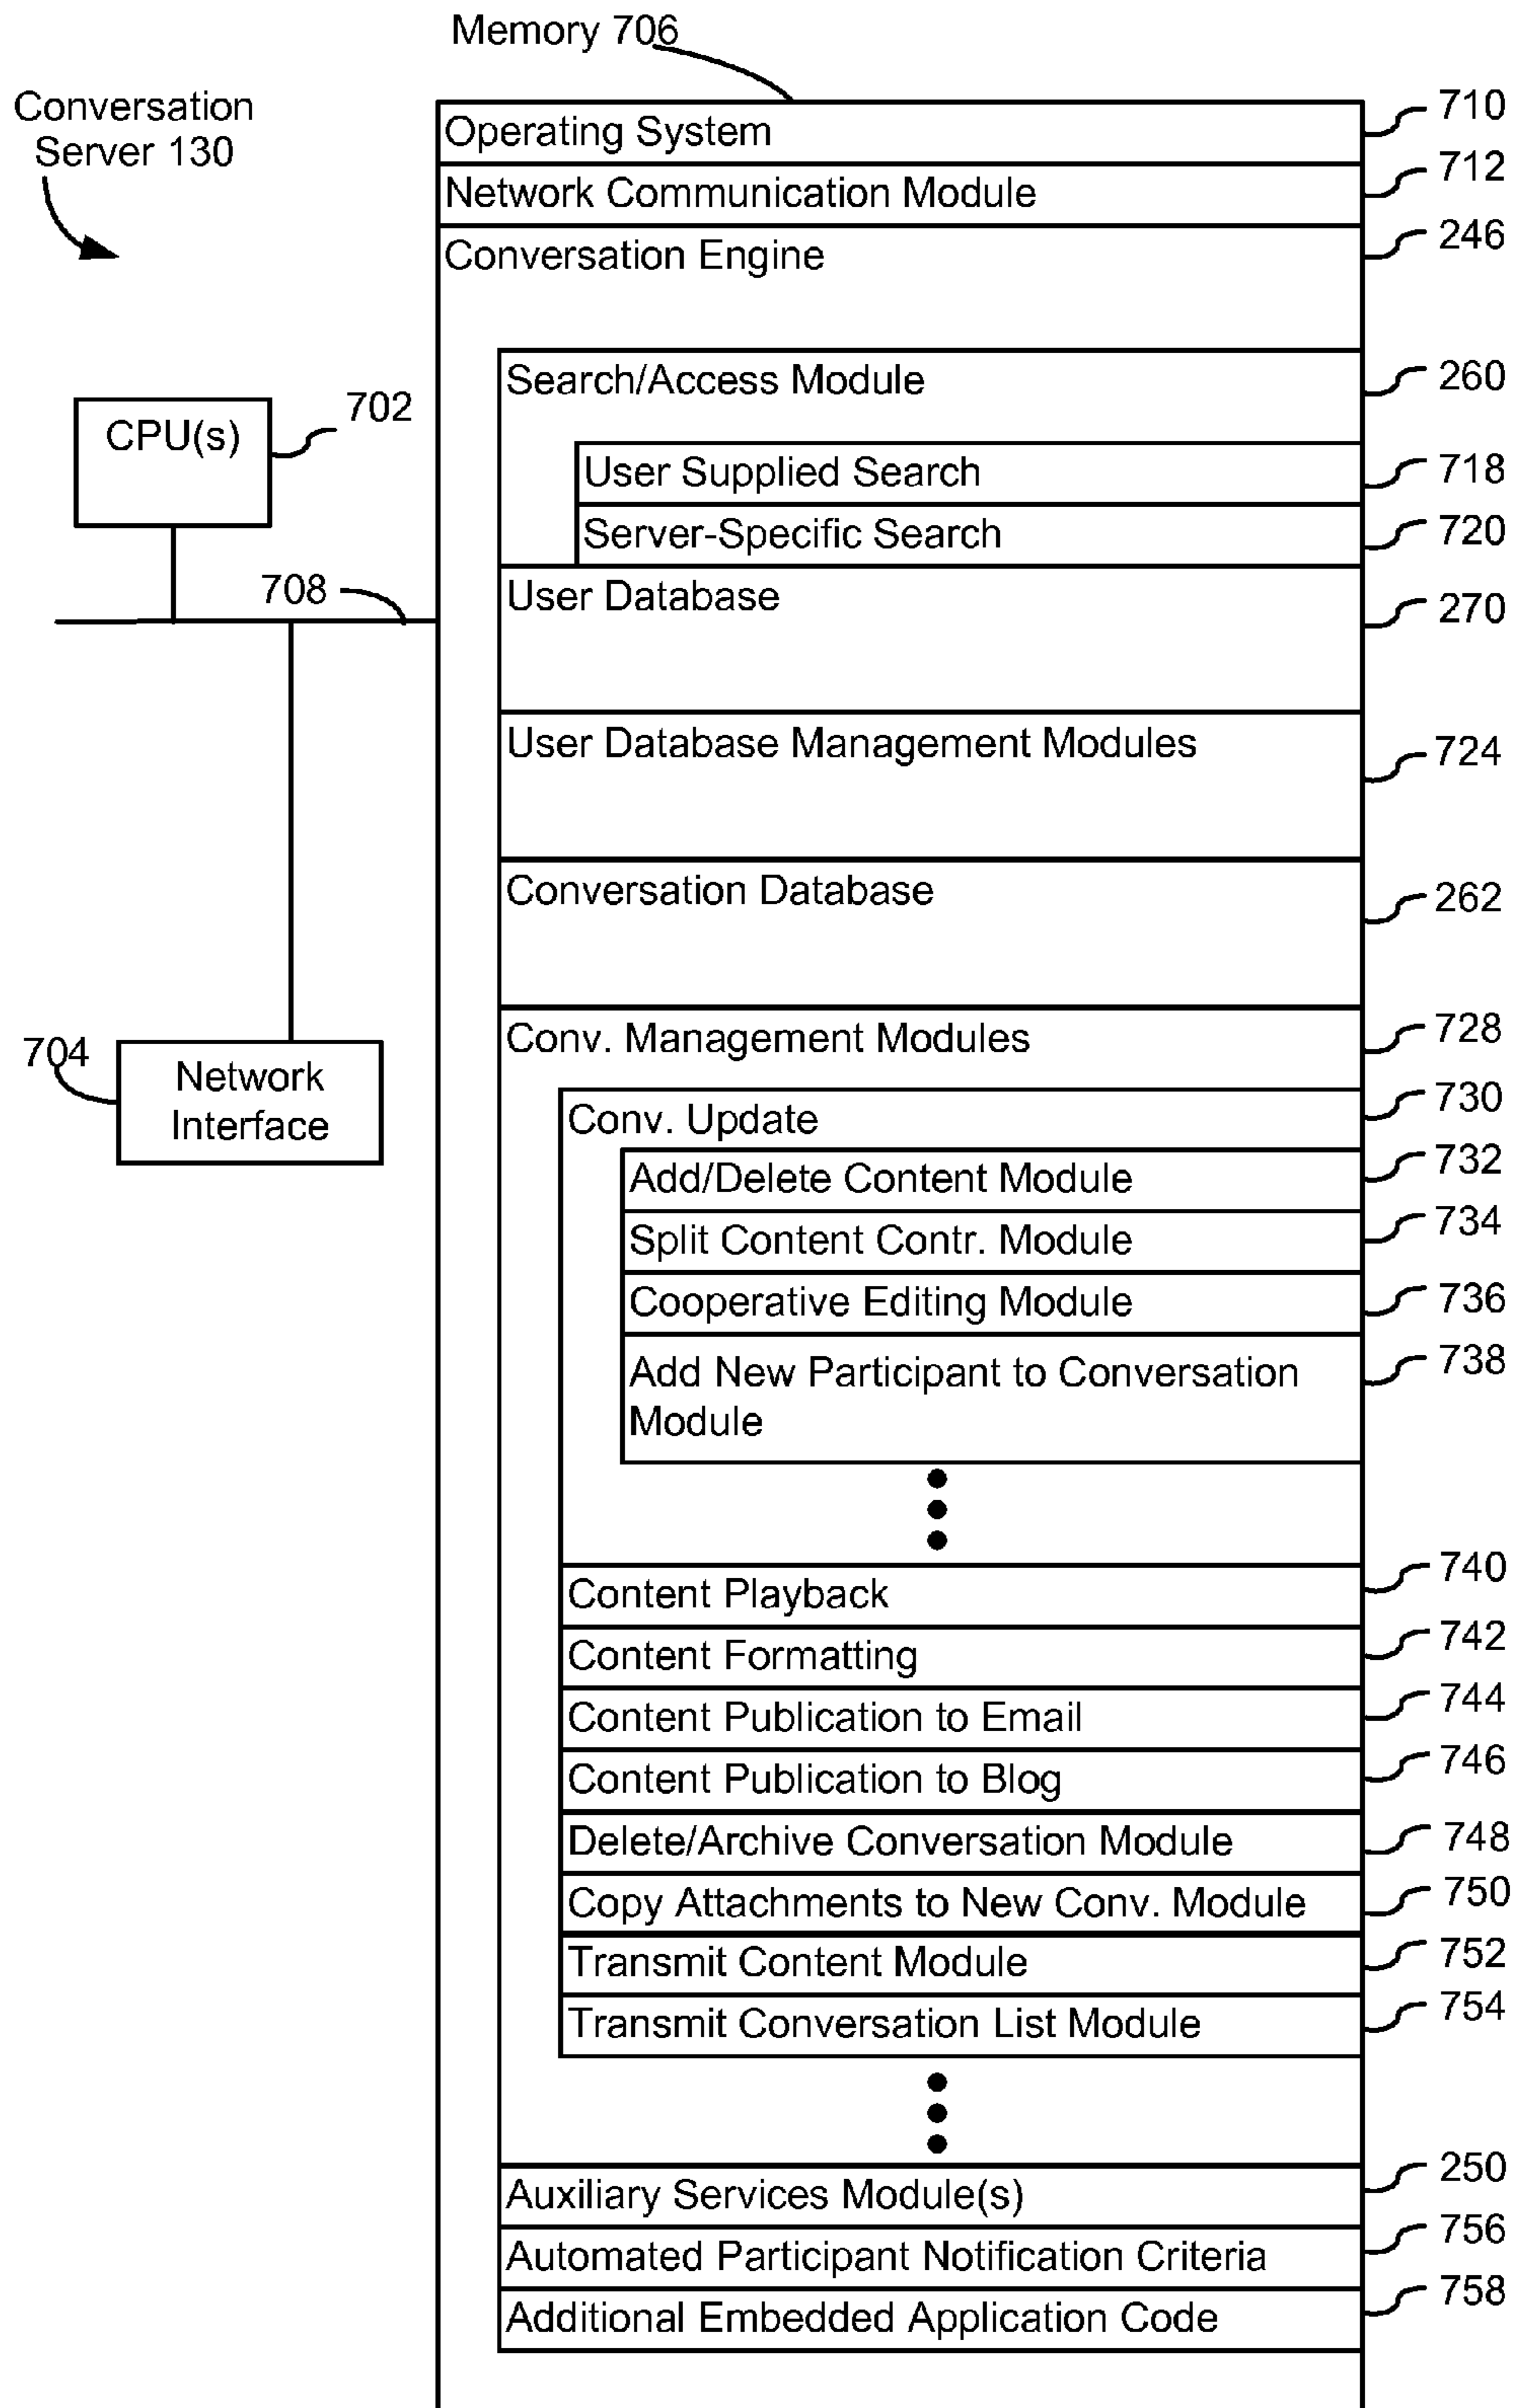 Memory 706
Conversation
Server 130
Operating System
710
Network Communication Module
712
Conversation Engine
246
Search/Access Module
260
CPU(s)
702
User Supplied Search
718
Server-Specific Search
720
708
User Database
270
User Database Management Modules
724
Conversation Database
262
704
Network
Interface
Conv. Management Modules
728
Conv. Update
730
Add/Delete Content Module
732
Split Content Contr. Module
734
Cooperative Editing Module
736
Add New Participant to Conversation
Module
738
Content Playback
740
Content Formatting
742
Content Publication to Email
744
Content Publication to Blog
746
Delete/Archive Conversation Module
748
Copy Attachments to New Conv. Module
750
Transmit Content Module
752
Transmit Conversation List Module
754
Auxiliary Services Module(s)
250
Automated Participant Notification Criteria
756
Additional Embedded Application Code
758